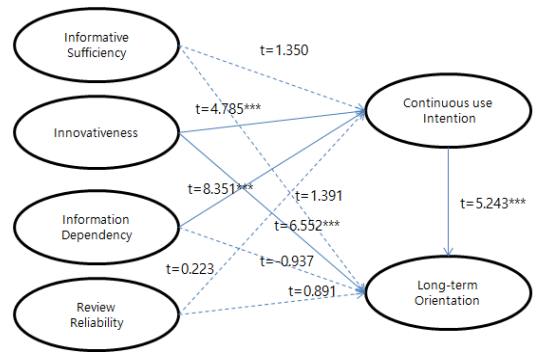 Informative
Sufficiency
t=1.350
Continuous use
Intention
t=4.785***
Innovativeness
t=8.351***
t=1.391
t=5.243***
Information
Dependency
t=6.552***
t=-0.937
t=0.223
t=0.891
Long-term
Orientation
Review
Reliability